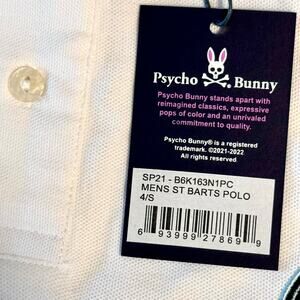 Psycho Bunny
Psycho Bunny stands apart with
reimagined classics, expressive
pops of color and an unrivaled
commitment to quality.
Psycho Bunny® is a registered
trademark. ©2021-2022
All rights reserved.
SP21 - B6K163N1PC
MENS ST BARTS POLO
4/S
6 93999 27869 9